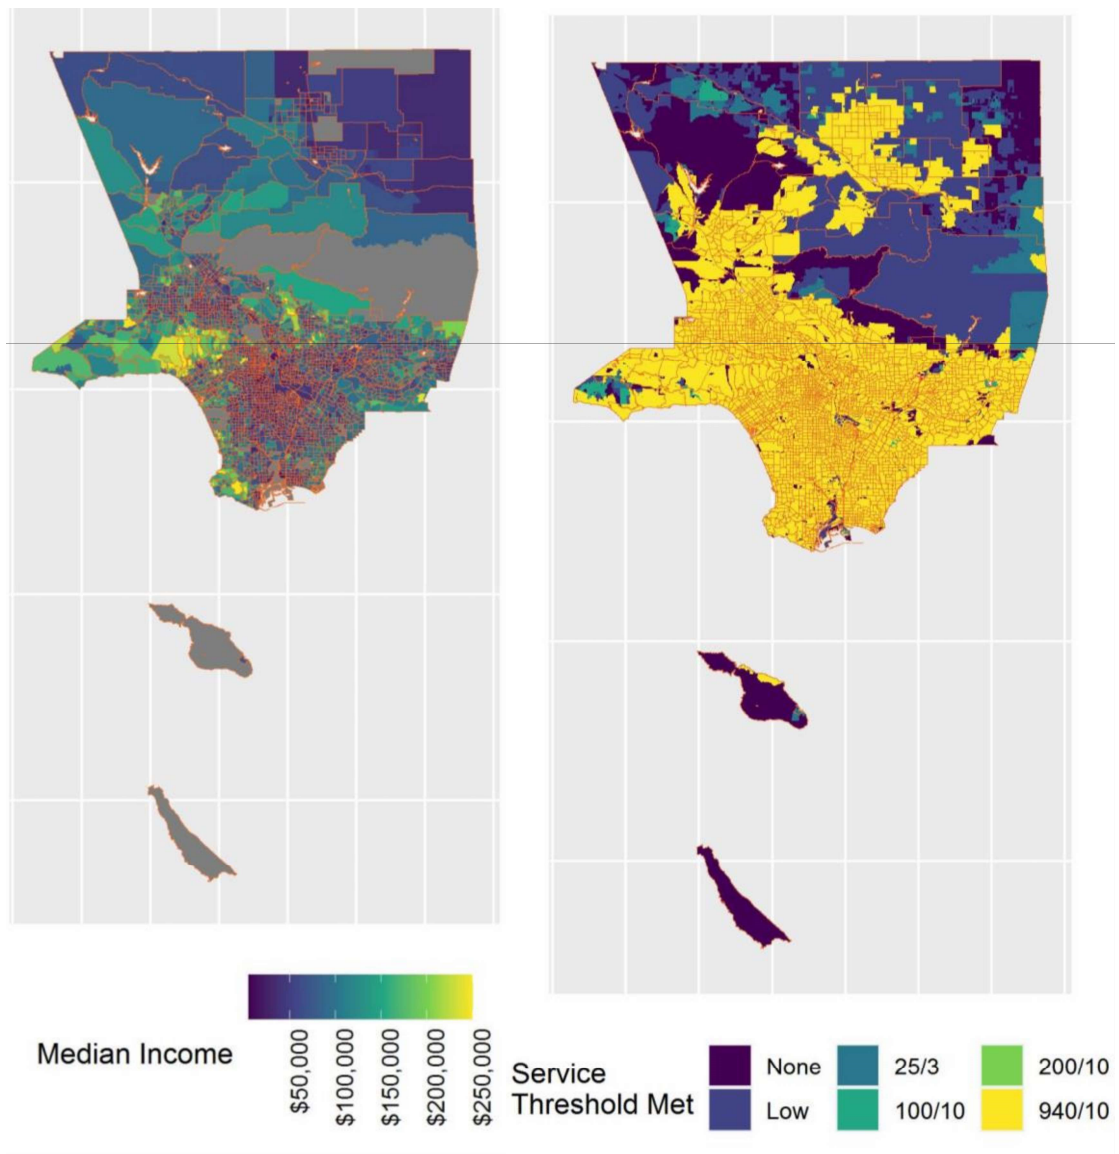 Median Income
$50,000
$100,000
$150,000
$200,000
$250,000
Service
Threshold Met
None
25/3
200/10
Low
100/10
940/10